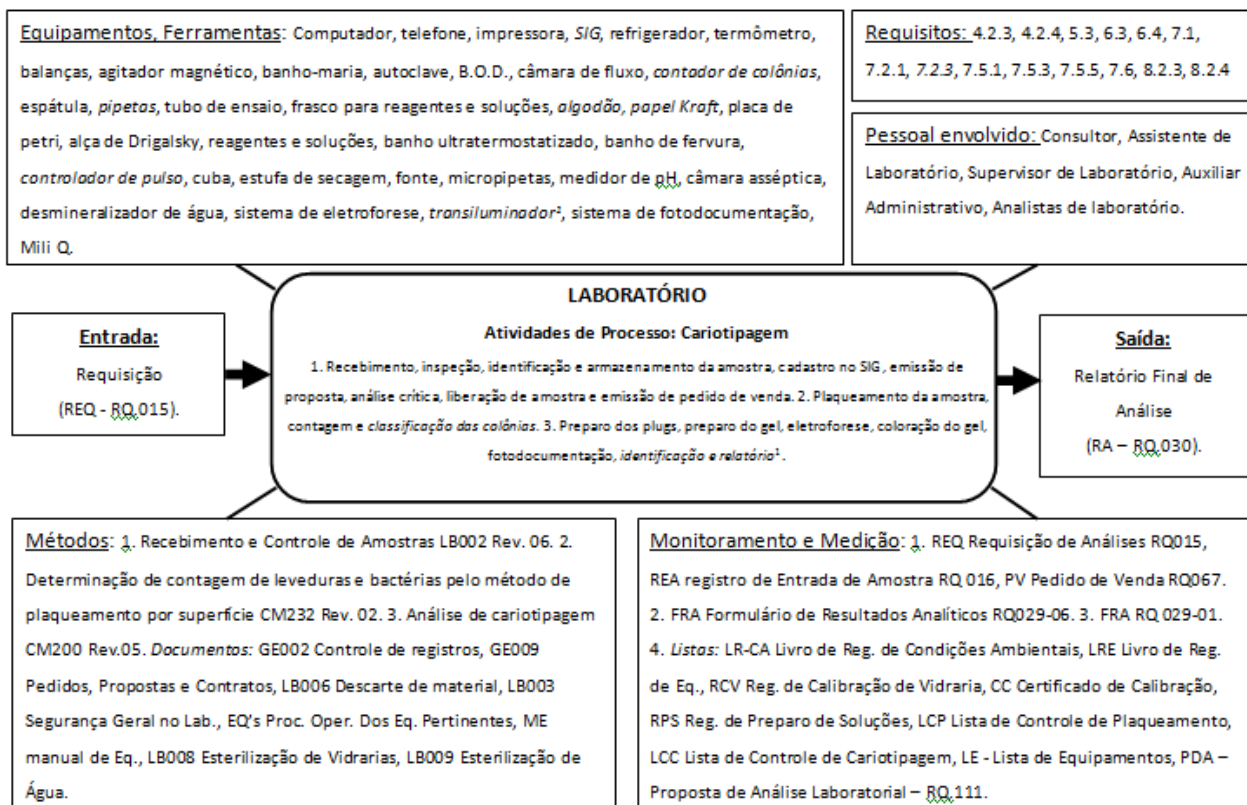 Equipamentos, Ferramentas: Computador, telefone, impressora, SIG, refrigerador, termômetro,
balanças, agitador magnético, banho-maria, autoclave, B.O.D., câmara de fluxo, contador de colônias,
espátula, pipetas, tubo de ensaio, frasco para reagentes e soluções, algodão, papel Kraft, placa de
petri, alça de Drigalsky, reagentes e soluções, banho ultratermostatizado, banho de fervura,
controlador de pulso, cuba, estufa de secagem, fonte, micropipetas, medidor de pH, câmara asséptica,
desmineralizador de água, sistema de eletroforese, transiluminador¹, sistema de fotodocumentação,
Mili Q.
Requisitos: 4.2.3, 4.2.4, 5.3, 6.3, 6.4, 7.1,
7.2.1, 7.2.3, 7.5.1, 7.5.3, 7.5.5, 7.6, 8.2.3, 8.2.4
Pessoal envolvido: Consultor, Assistente de
Laboratório, Supervisor de Laboratório, Auxiliar
Administrativo, Analistas de laboratório.
Entrada:
Requisição
(REQ - RQ.015).
LABORATÓRIO
Atividades de Processo: Cariotipagem
1. Recebimento, inspeção, identificação e armazenamento da amostra, cadastro no SIG, emissão de
proposta, análise crítica, liberação de amostra e emissão de pedido de venda. 2. Plaqueamento da amostra,
contagem e classificação das colônias. 3. Preparo dos plugs, preparo do gel, eletroforese, coloração do gel,
fotodocumentação, identificação e relatório¹.
Saída:
Relatório Final de
Análise
(RA – RQ.030).
Métodos: 1. Recebimento e Controle de Amostras LB002 Rev. 06. 2.
Determinação de contagem de leveduras e bactérias pelo método de
plaqueamento por superfície CM232 Rev. 02. 3. Análise de cariotipagem
CM200 Rev.05. Documentos: GE002 Controle de registros, GE009
Pedidos, Propostas e Contratos, LB006 Descarte de material, LB003
Segurança Geral no Lab., EQ's Proc. Oper. Dos Eq. Pertinentes, ME
manual de Eq., LB008 Esterilização de Vidrarias, LB009 Esterilização de
Água.
Monitoramento e Medição: 1. REQ Requisição de Análises RQ015,
REA registro de Entrada de Amostra RQ 016, PV Pedido de Venda RQ067.
2. FRA Formulário de Resultados Analíticos RQ029-06. 3. FRA RQ 029-01.
4. Listas: LR-CA Livro de Reg. de Condições Ambientais, LRE Livro de Reg.
de Eq., RCV Reg. de Calibração de Vidraria, CC Certificado de Calibração,
RPS Reg. de Preparo de Soluções, LCP Lista de Controle de Plaqueamento,
LCC Lista de Controle de Cariotipagem, LE - Lista de Equipamentos, PDA –
Proposta de Análise Laboratorial – RQ.111.